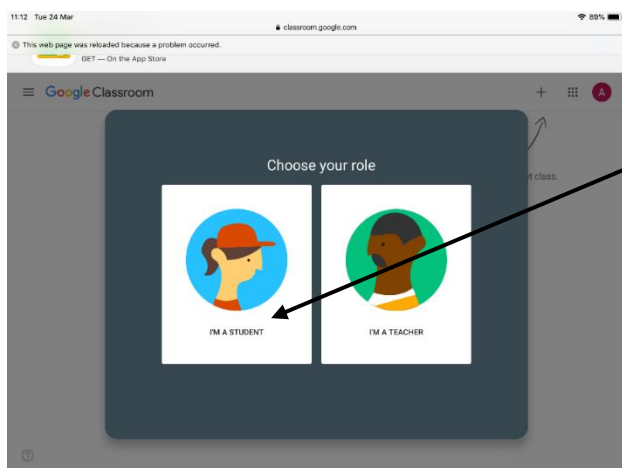 11:12 Tue 24 Mar
89%
classroom.google.com
This web page was reloaded because a problem occurred.
GET — On the App Store
Google Classroom
A
t class.
Choose your role
I'M A STUDENT
I'M A TEACHER